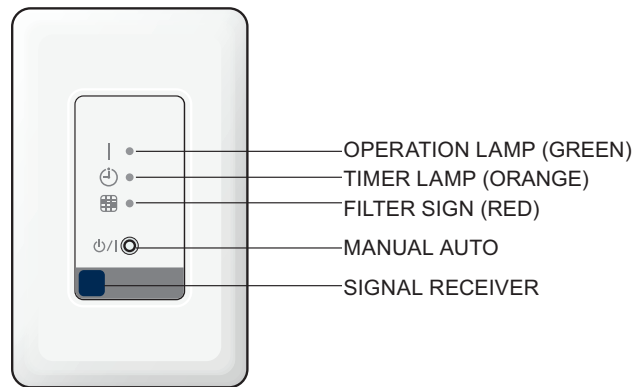 OPERATION LAMP (GREEN)
TIMER LAMP (ORANGE)
FILTER SIGN (RED)
MANUAL AUTO
SIGNAL RECEIVER